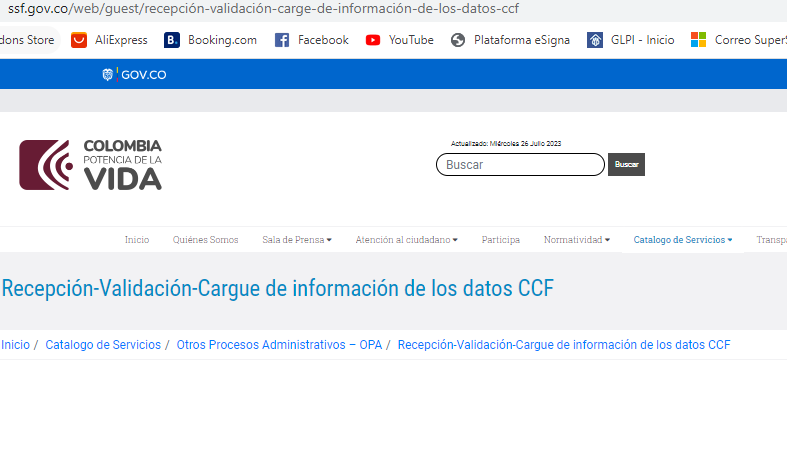 ssf.gov.co/web/guest/recepción-validación-carge-de-información-de-los-datos-ccf
dons Store AliExpress B. Booking.com Facebook YouTube Plataforma eSigna GLPI - Inicio Correo SuperS
GOV.CO
COLOMBIA
POTENCIA DE LA
VIDA
Actualizado: Miércoles 26 Julio 2023
Buscar Buscar
Inicio Quiénes Somos Sala de Prensa Atención al ciudadano Participa Normatividad Catalogo de Servicios Transpa
Recepción-Validación-Cargue de información de los datos CCF
Inicio / Catalogo de Servicios / Otros Procesos Administrativos – OPA / Recepción-Validación-Cargue de información de los datos CCF